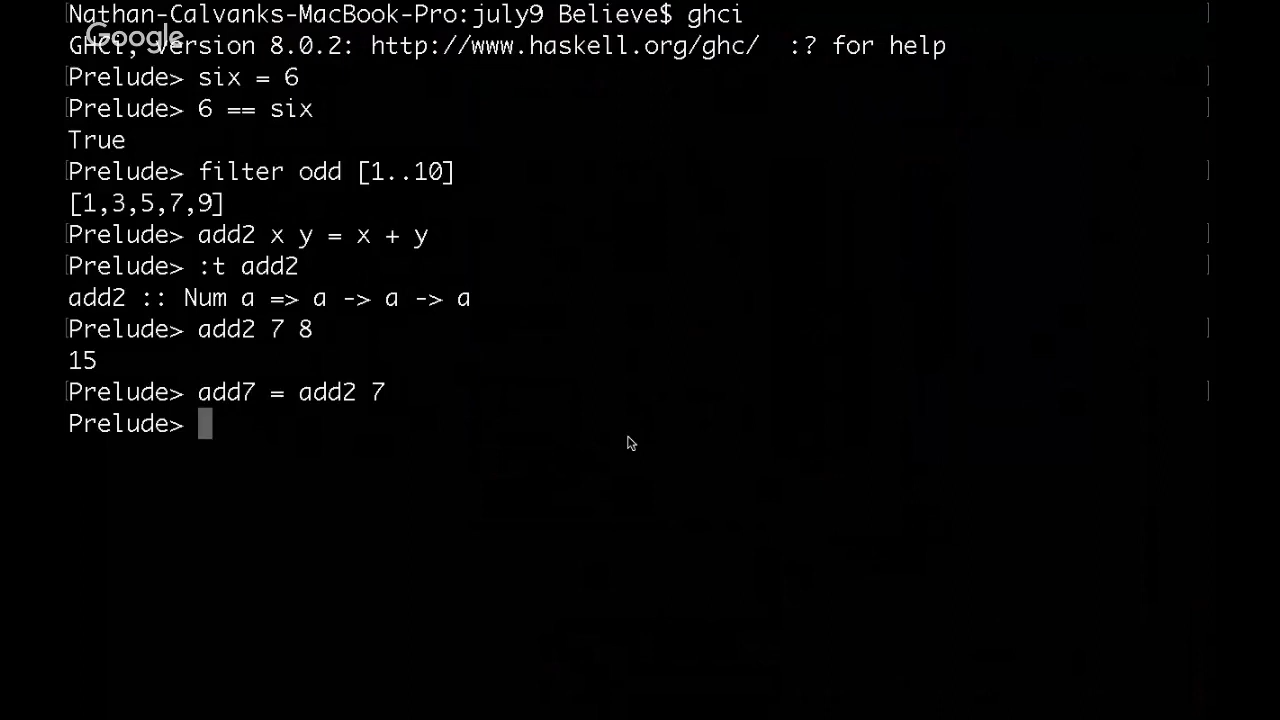 Nathan-Calvanks-MacBook-Pro:july9 Believe$ ghci
Google
GHCi, version 8.0.2: http://www.haskell.org/ghc/  :? for help
Prelude> six = 6
Prelude> 6 == six
True
Prelude> filter odd [1..10]
[1,3,5,7,9]
Prelude> add2 x y = x + y
Prelude> :t add2
add2 :: Num a => a -> a -> a
Prelude> add2 7 8
15
Prelude> add7 = add2 7
Prelude>